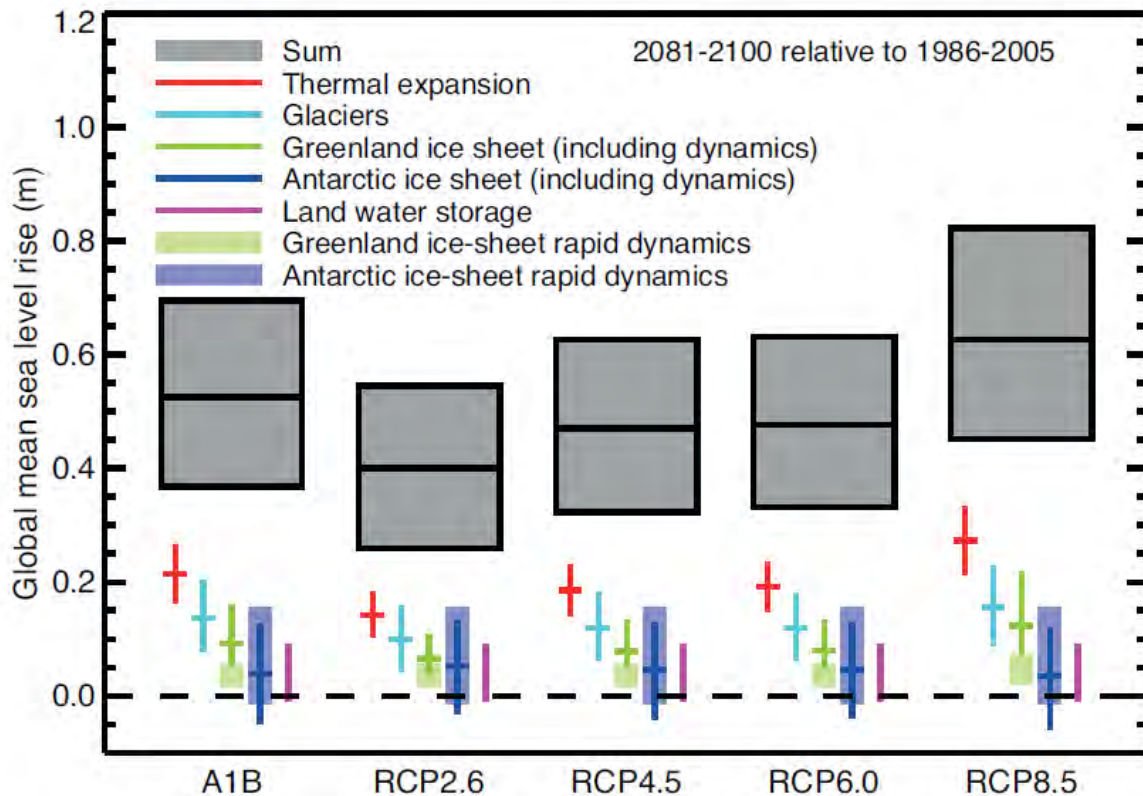 1.2
1.0
0.8
0.6
0.4
0.2
0.0
Global mean sea level rise (m)
2081-2100 relative to 1986-2005
Sum
Thermal expansion
Glaciers
Greenland ice sheet (including dynamics)
Antarctic ice sheet (including dynamics)
Land water storage
Greenland ice-sheet rapid dynamics
Antarctic ice-sheet rapid dynamics
A1B RCP2.6 RCP4.5 RCP6.0 RCP8.5